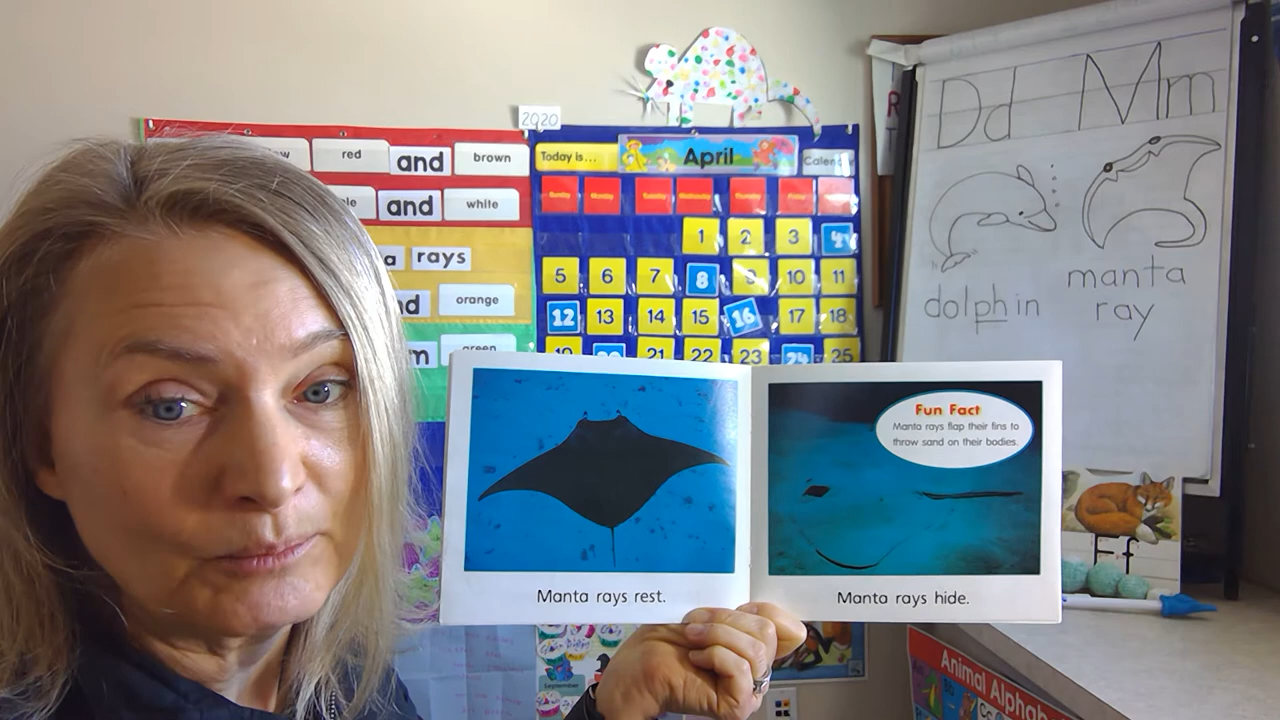 2020
red and brown
and white
rays
orange
green
Today is...
April
1 2 3 4
5 6 7 8 9 10 11
12 13 14 15 16 17 18
19 21 22 23 24 25
Dd Mm
dolphin
manta
ray
Fun Fact
Manta rays flap their fins to
throw sand on their bodies.
Manta rays rest.
Manta rays hide.
Ff
September
Animal Alphabet